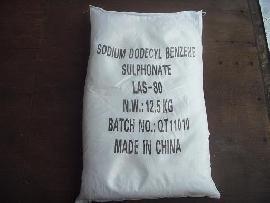 SODIUM DODECYL BENZENE
SULPHONATE
LAS-80
N.W.: 12.5 KG
BATCH NO.: QT11010
MADE IN CHINA